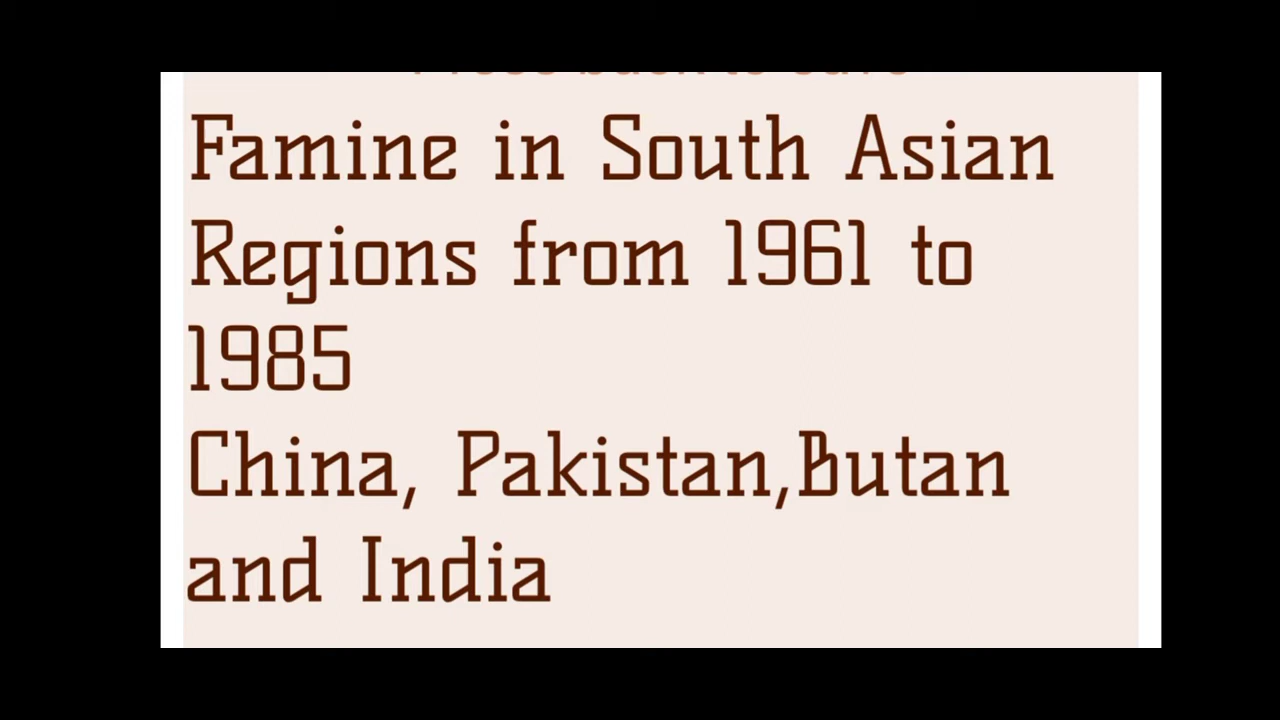 Famine in South Asian
Regions from 1961 to
1985
China, Pakistan,Butan
and India